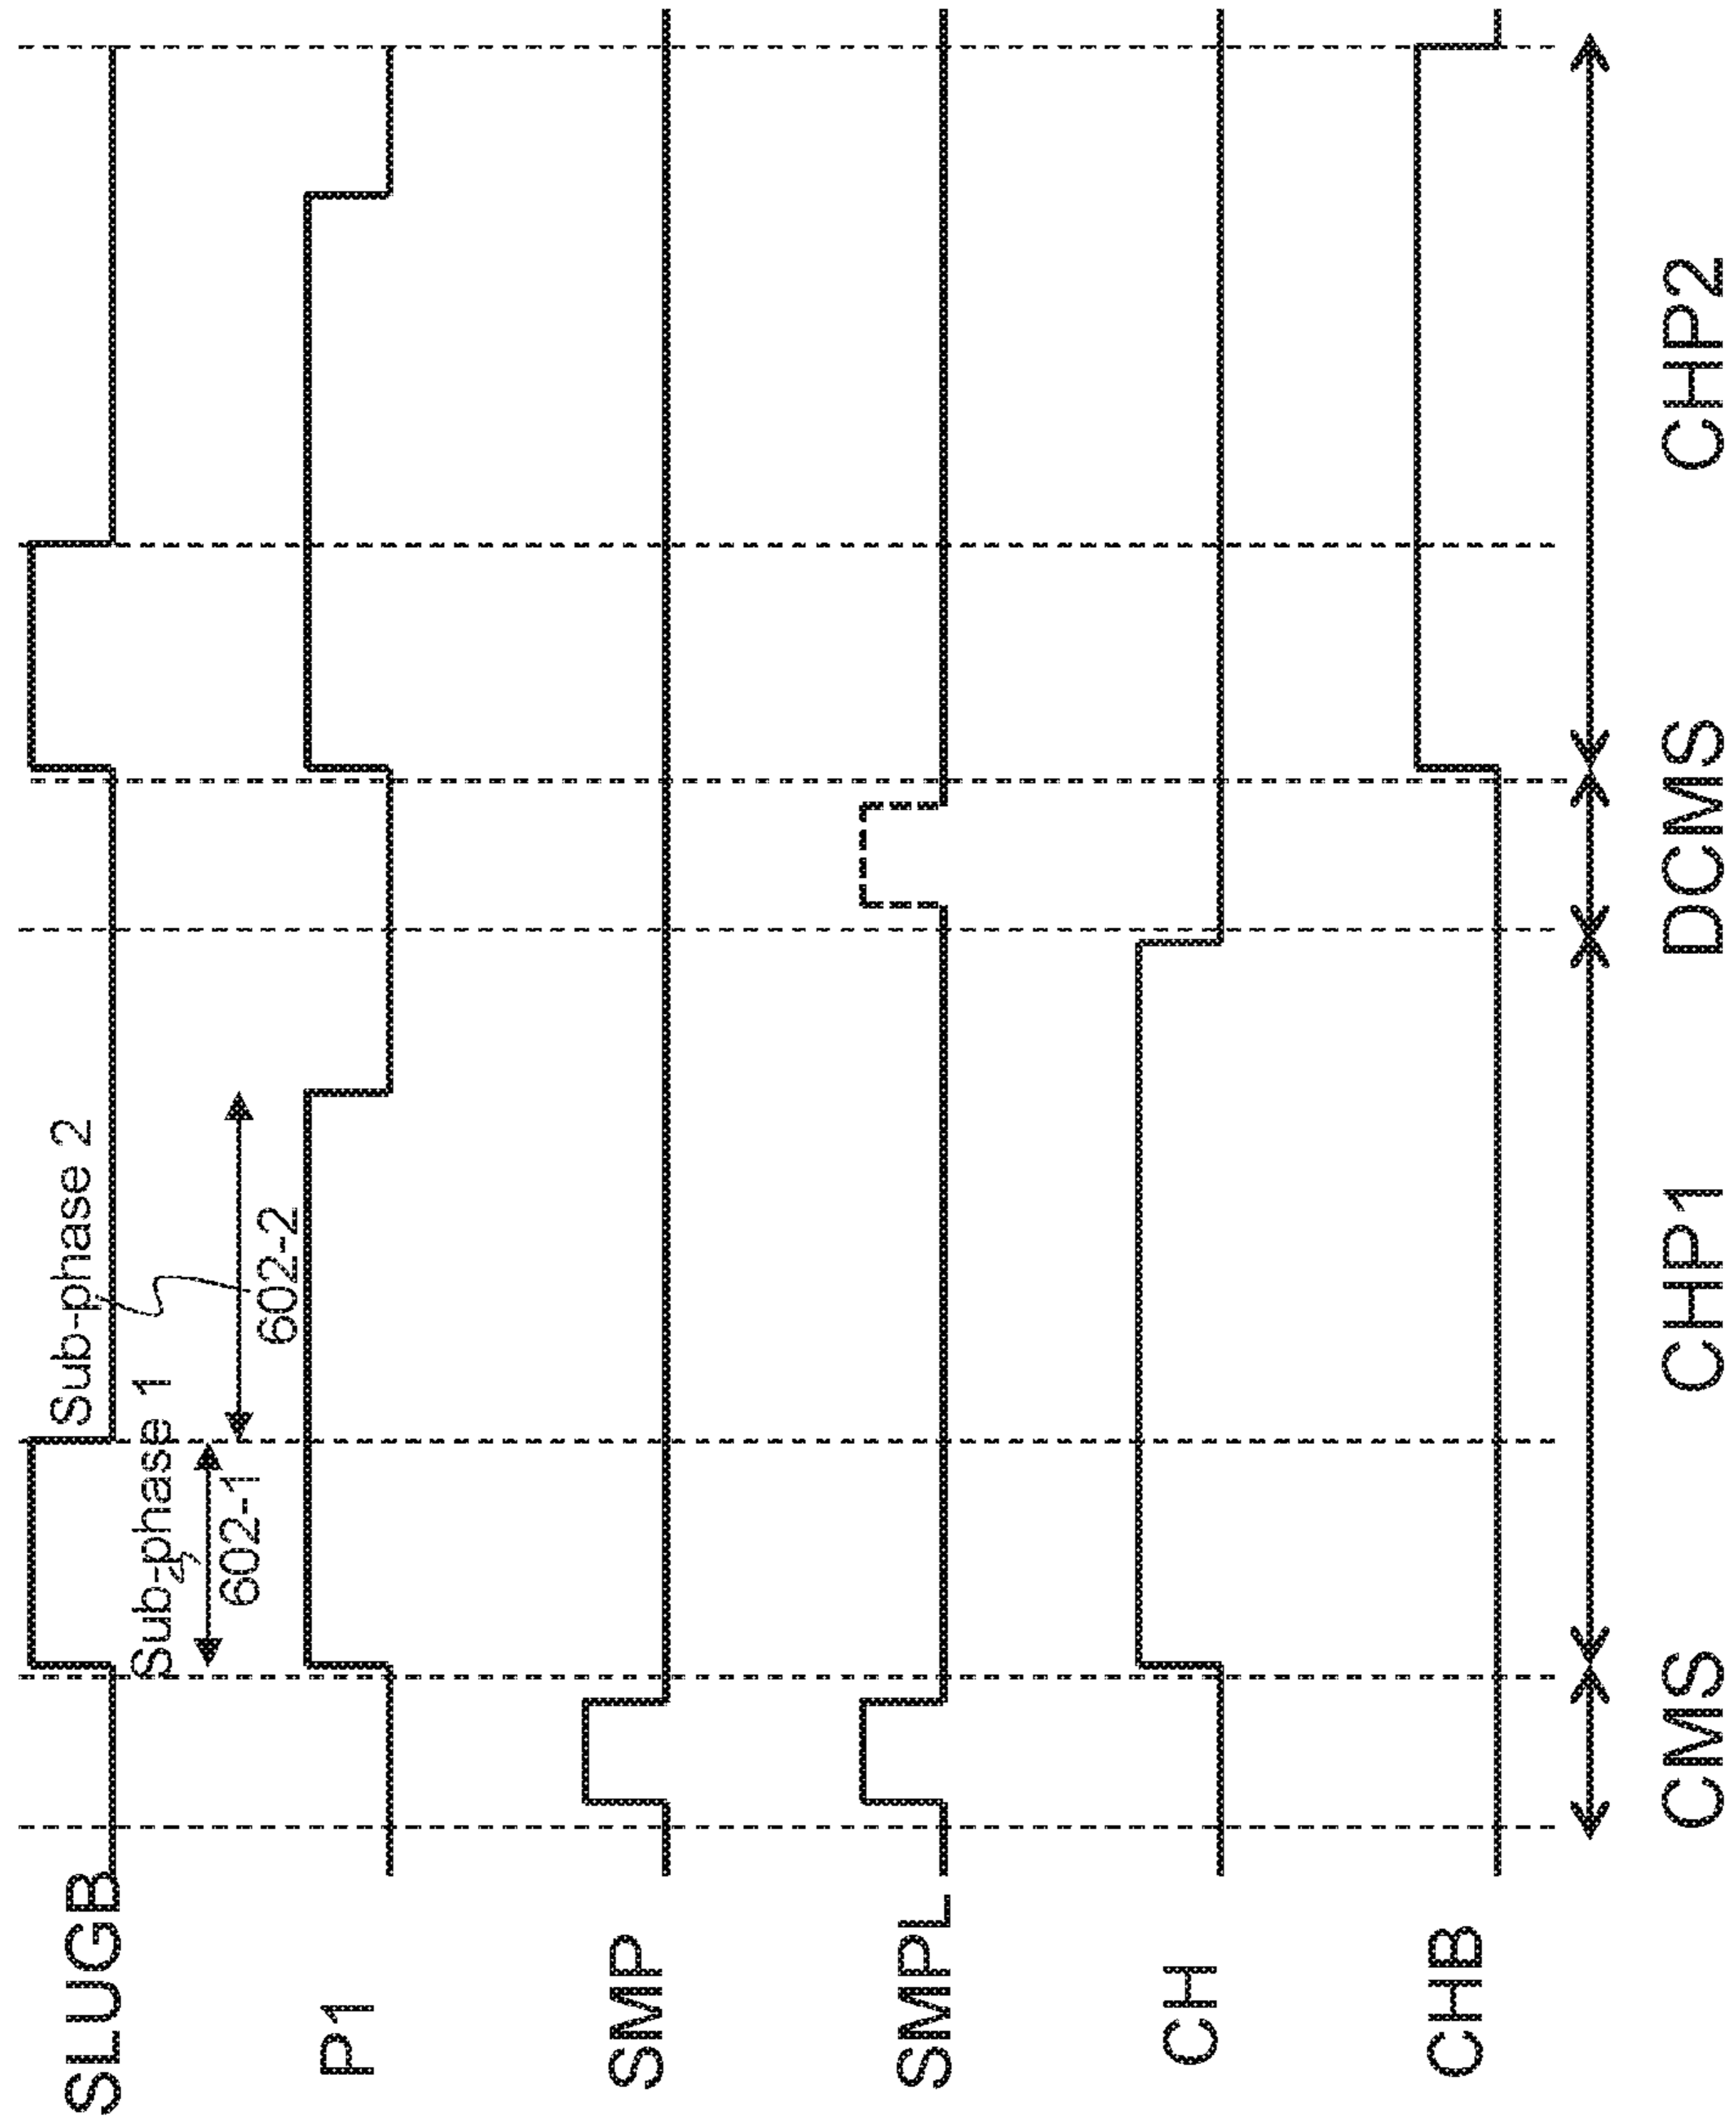 SLUGB
Sub-phase 1
602-1
Sub-phase 2
602-2
P1
SMP
SMPL
CH
CHB
CMS
CHP1
DCMS
CHP2